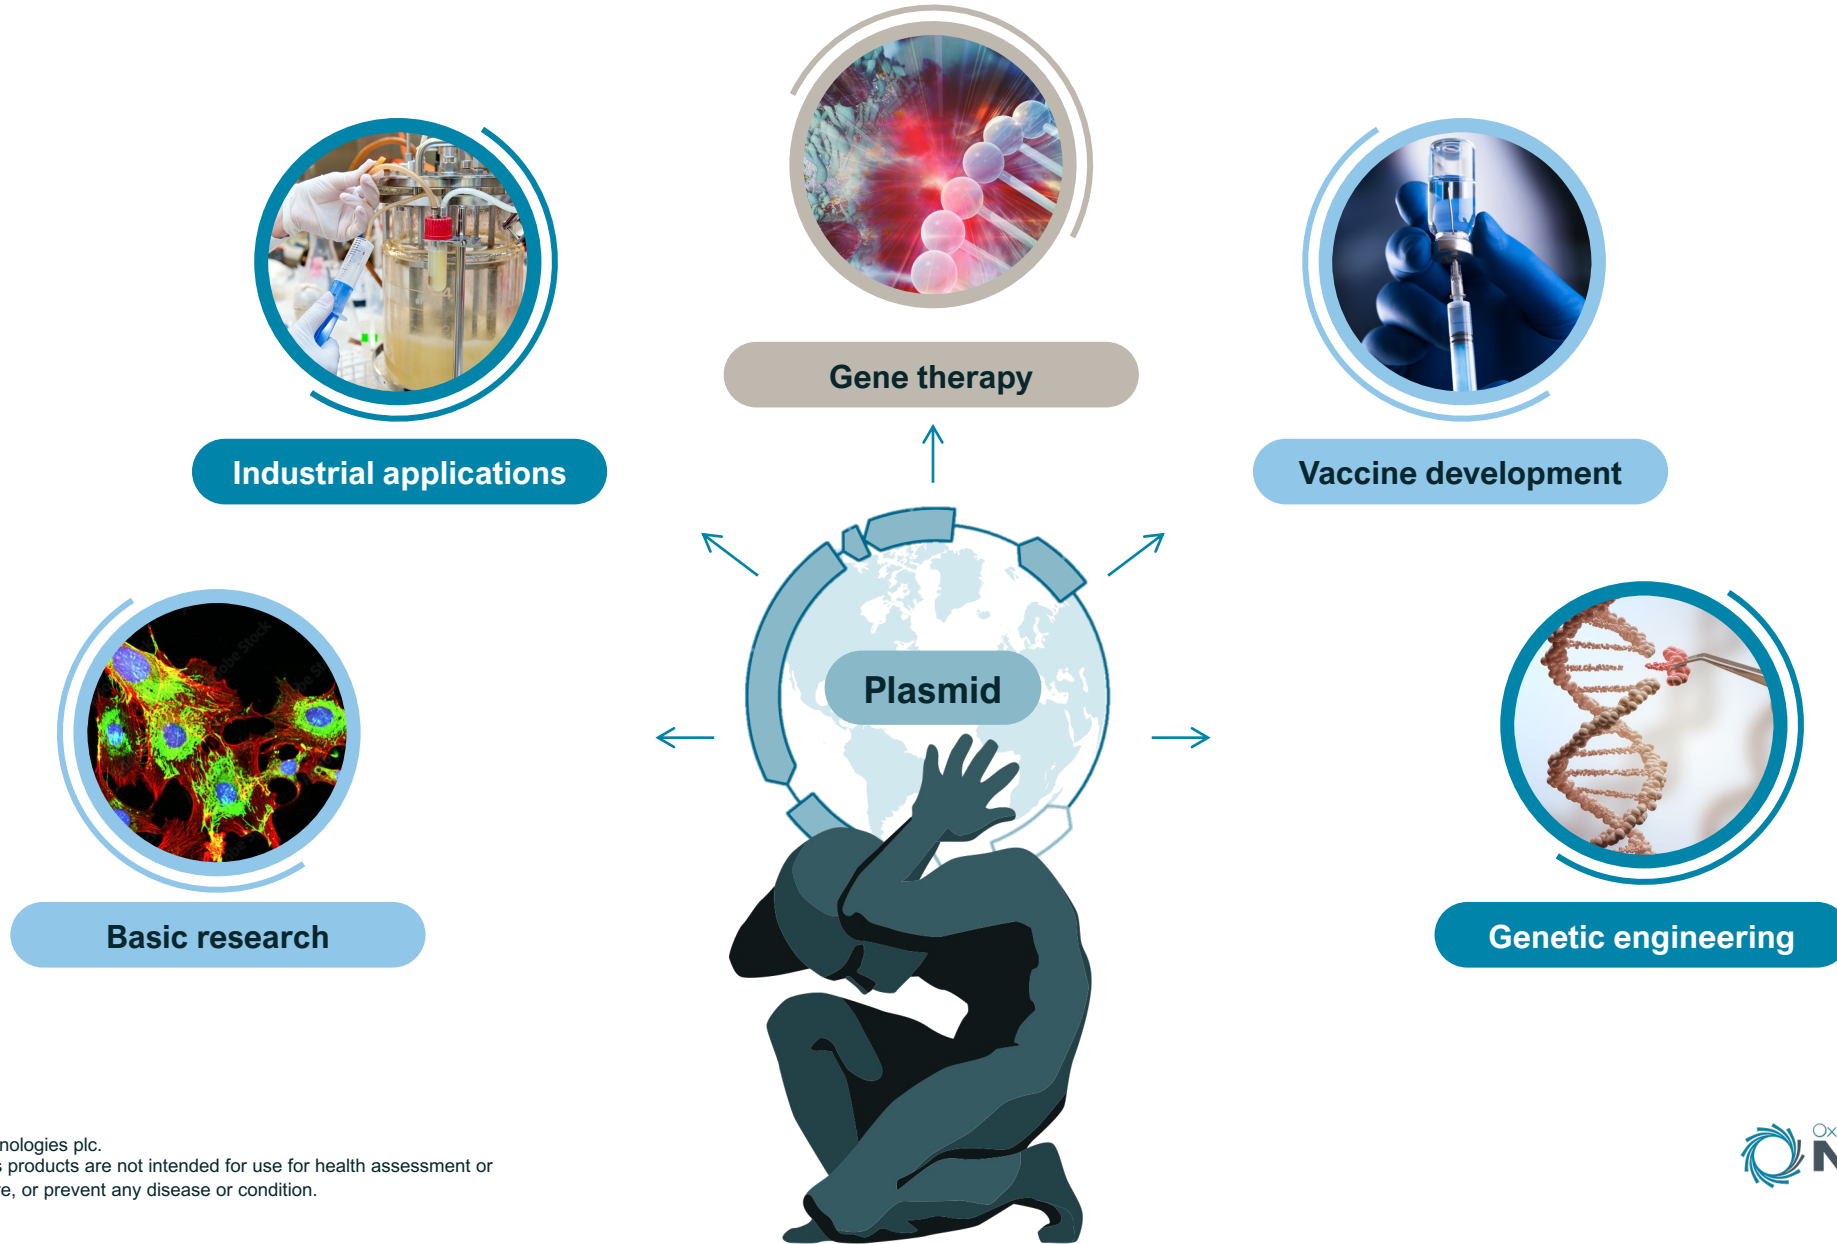 Gene therapy
Industrial applications
Vaccine development
Plasmid
Basic research
Genetic engineering
nologies plc.
s products are not intended for use for health assessment or
e, or prevent any disease or condition.
Ox
N